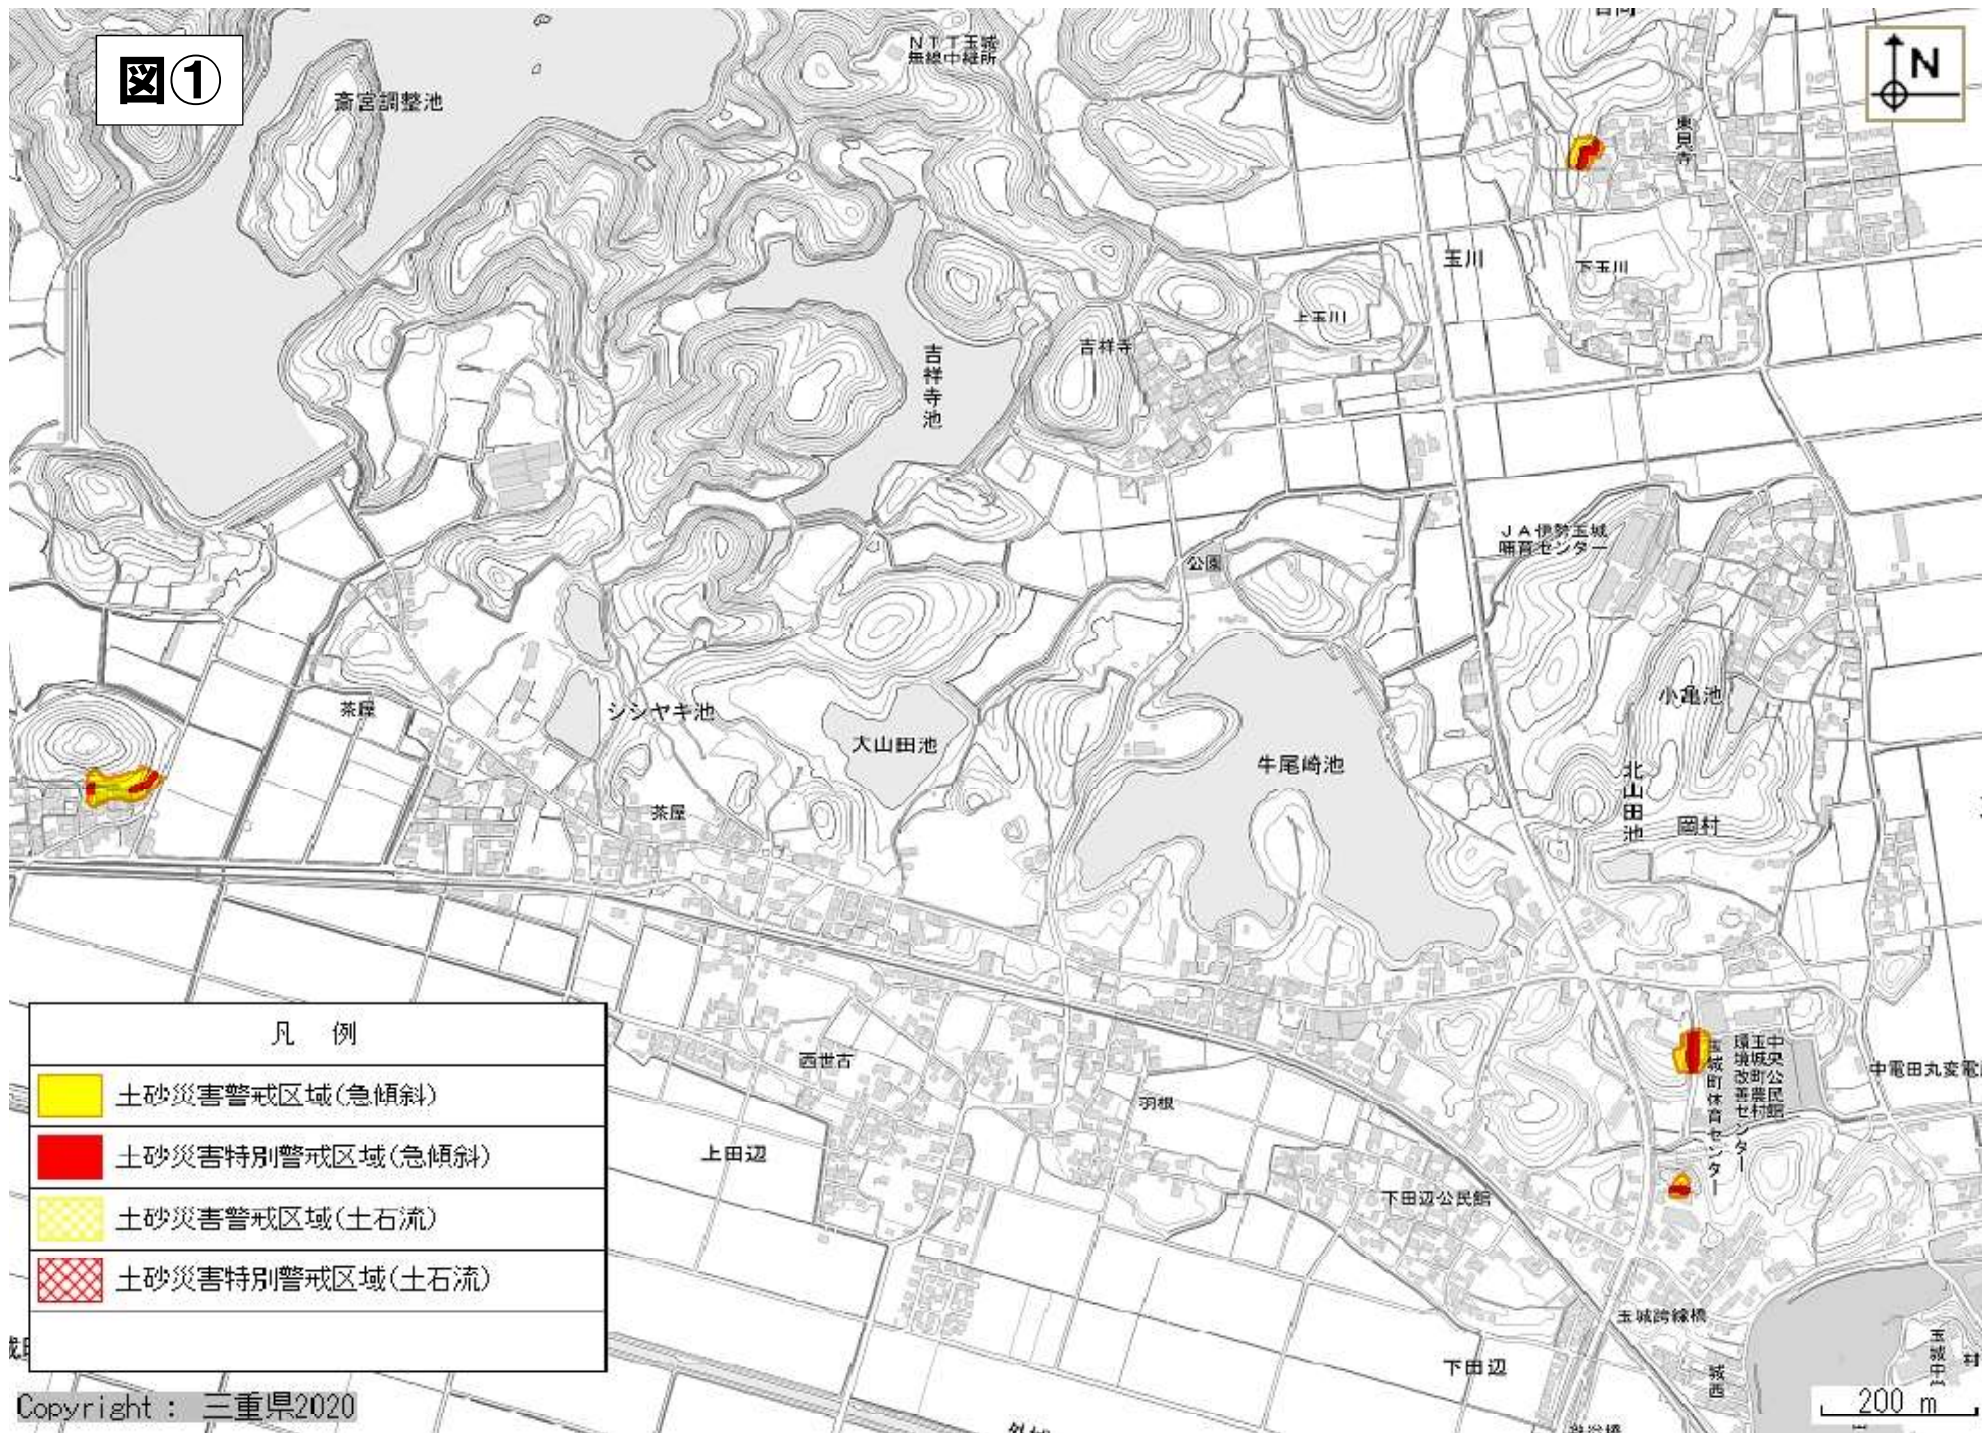 図①
斎宮調整池
ＮＴＴ玉城
無線中継所
N
玉川
下玉川
上玉川
吉祥寺
吉祥寺池
ＪＡ伊勢玉城
哺育センター
公園
小亀池
茶屋
シシヤキ池
大山田池
牛尾崎池
北山田池
岡村
茶屋
西世古
羽根
上田辺
下田辺公民館
中央公民館
玉城町農村
環境改善センター
玉城町体育センター
中電田丸変電
玉城跨線橋
下田辺
城西
凡　例
土砂災害警戒区域(急傾斜)
土砂災害特別警戒区域(急傾斜)
土砂災害警戒区域(土石流)
土砂災害特別警戒区域(土石流)
Copyright : 三重県2020
200 m